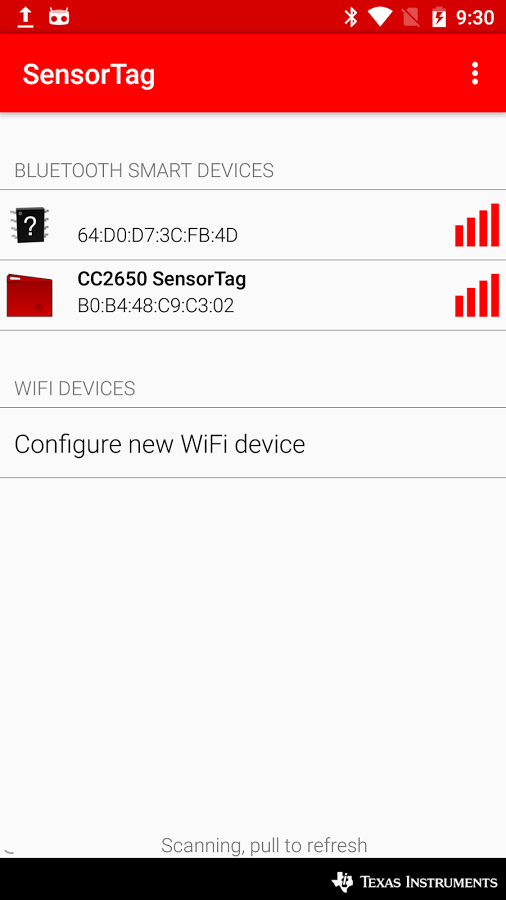 9:30
SensorTag
BLUETOOTH SMART DEVICES
?
64:D0:D7:3C:FB:4D
CC2650 SensorTag
B0:B4:48:C9:C3:02
WIFI DEVICES
Configure new WiFi device
Scanning, pull to refresh
TEXAS INSTRUMENTS